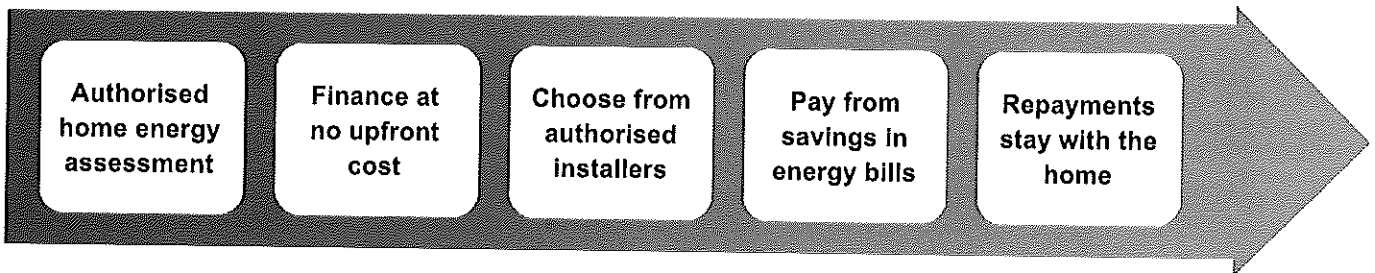 Authorised
home energy
assessment
Finance at
no upfront
cost
Choose from
authorised
installers
Pay from
savings in
energy bills
Repayments
stay with the
home